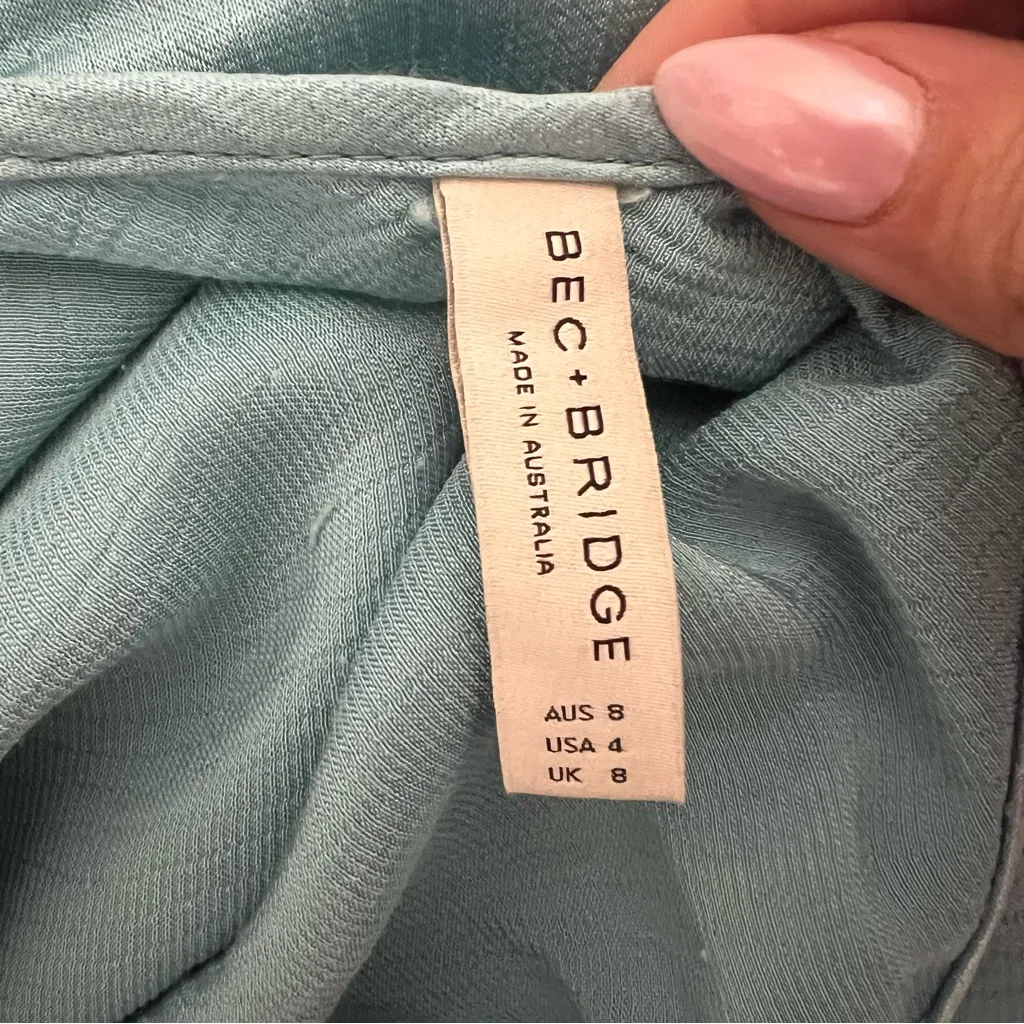 BEC+BRIDGE
MADE IN AUSTRALIA
AUS 8
USA 4
UK 8